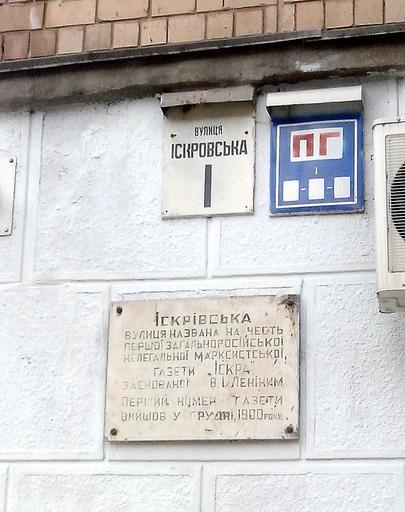 ВУЛИЦЯ
ІСКРОВСЬКА
1
ПГ
ІСКРІВСЬКА
ВУЛИЦЯ НАЗВАНА НА ЧЕСТЬ
ПЕРШОЇ ЗАГАЛЬНОРОСІЙСЬКОЇ
НЕЛЕГАЛЬНОЇ МАРКСИСТСЬКОЇ,
ГАЗЕТИ „ІСКРА"
ЗАСНОВАНОЇ В.І.ЛЕНІНИМ
ПЕРШИЙ НОМЕР ГАЗЕТИ
ВИЙШОВ У ГРУДНІ, 1900 РОКУ.